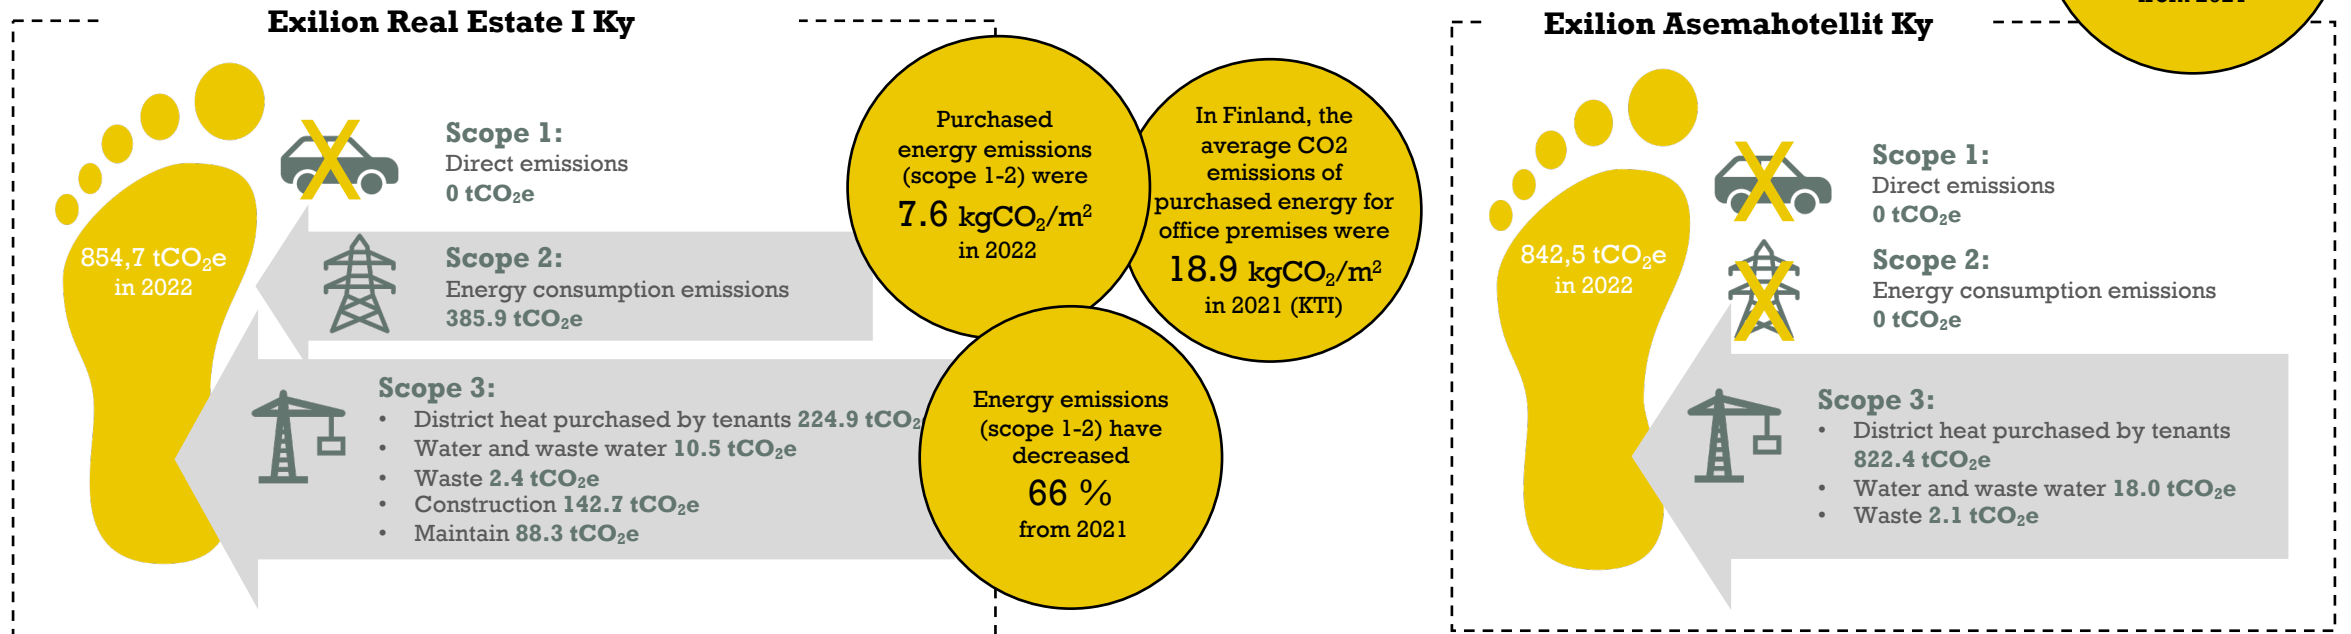 Exilion Real Estate I Ky
Scope 1:
Direct emissions
0 tCO₂e
854,7 tCO₂e
in 2022
Scope 2:
Energy consumption emissions
385.9 tCO₂e
Scope 3:
• District heat purchased by tenants 224.9 tCO₂
• Water and waste water 10.5 tCO₂e
• Waste 2.4 tCO₂e
• Construction 142.7 tCO₂e
• Maintain 88.3 tCO₂e
Purchased
energy emissions
(scope 1-2) were
7.6 kgCO₂/m²
in 2022
In Finland, the
average CO2
emissions of
purchased energy for
office premises were
18.9 kgCO₂/m²
in 2021 (KTI)
Energy emissions
(scope 1-2) have
decreased
66 %
from 2021
Exilion Asemahotellit Ky
from 2021
Scope 1:
Direct emissions
0 tCO₂e
842,5 tCO₂e
in 2022
Scope 2:
Energy consumption emissions
0 tCO₂e
Scope 3:
• District heat purchased by tenants
822.4 tCO₂e
• Water and waste water 18.0 tCO₂e
• Waste 2.1 tCO₂e